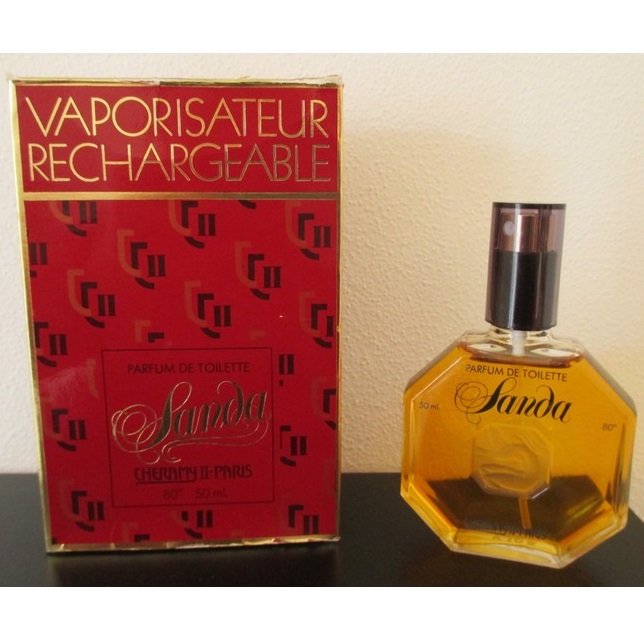 VAPORISATEUR
RECHARGEABLE
PARFUM DE TOILETTE
Sanda
CHERAMY II-PARIS
80° 50 mL
PARFUM DE TOILETTE
Sanda
50 mL
80°